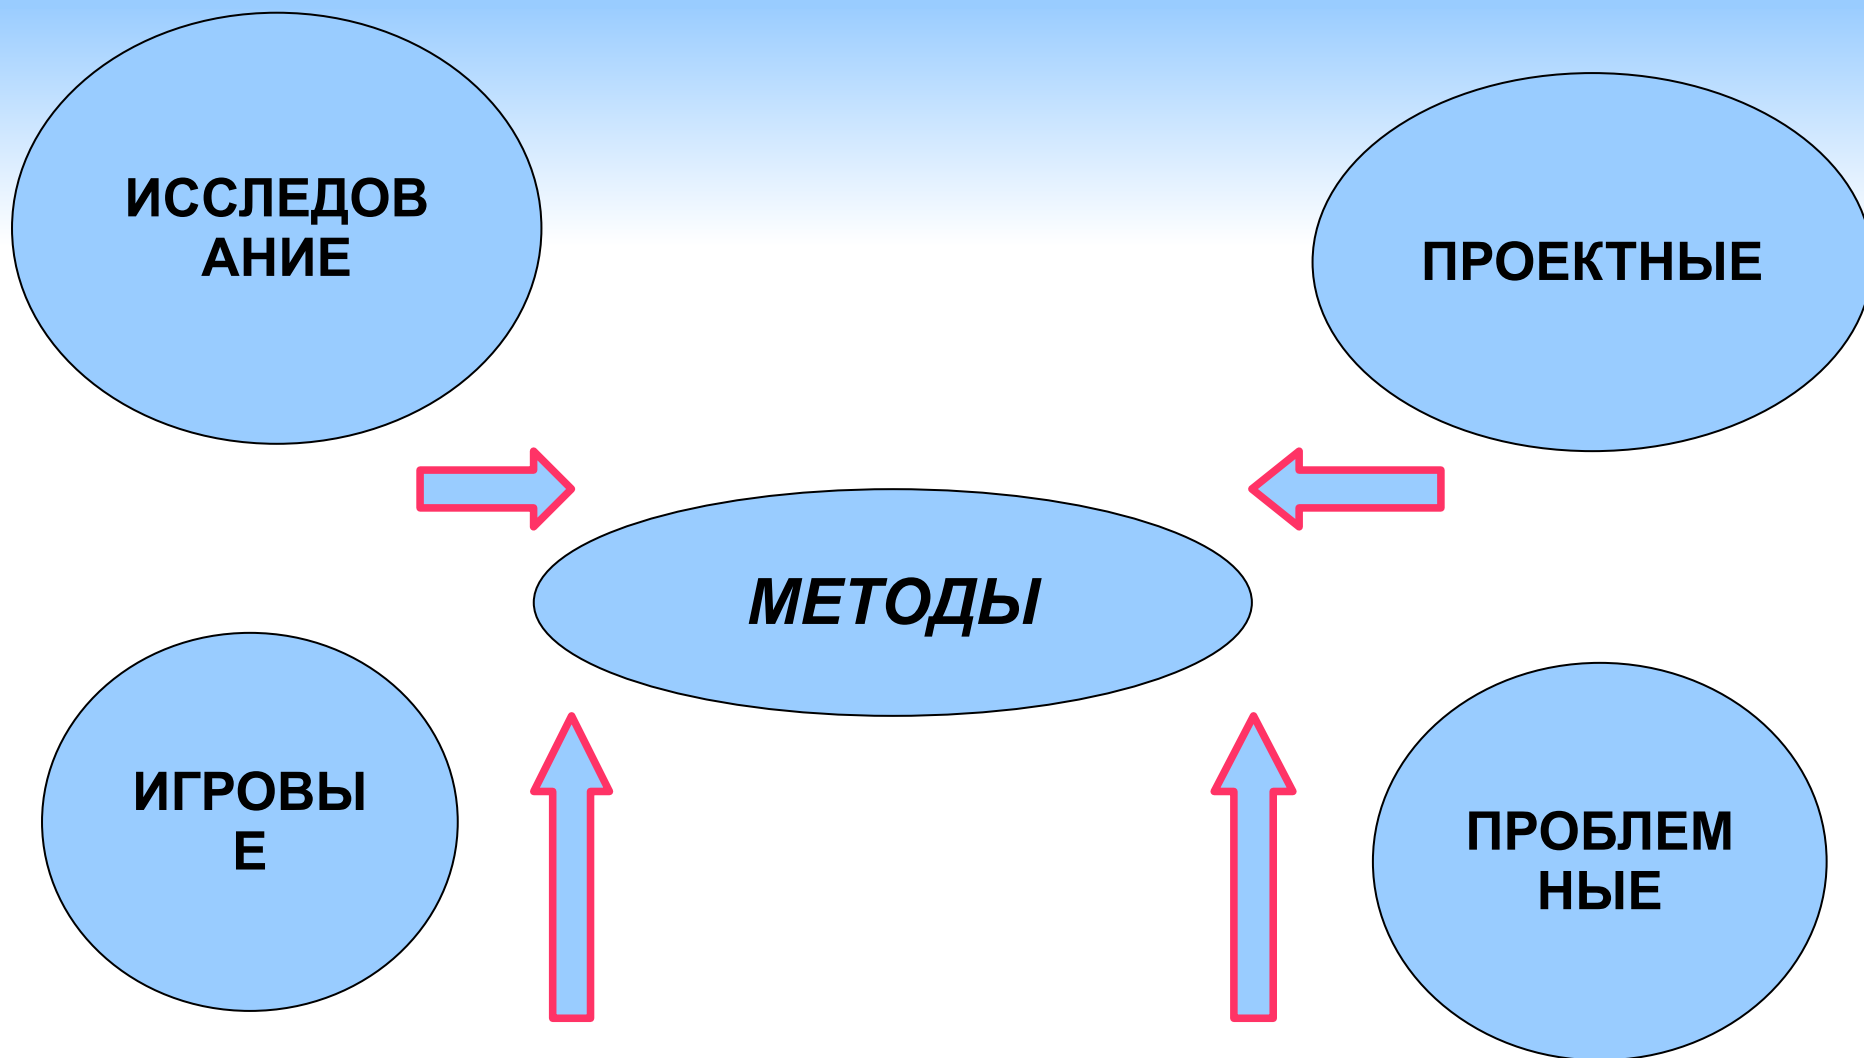 ИССЛЕДОВ
АНИЕ
ПРОЕКТНЫЕ
МЕТОДЫ
ИГРОВЫ
Е
ПРОБЛЕМ
НЫЕ